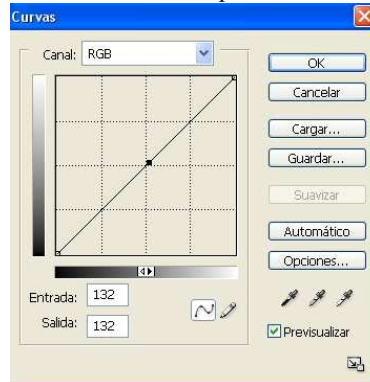 Curvas
Canal: RGB
OK
Cancelar
Cargar...
Guardar...
Suavizar
Automático
Opciones...
Entrada: 132
Salida: 132
Previsualizar